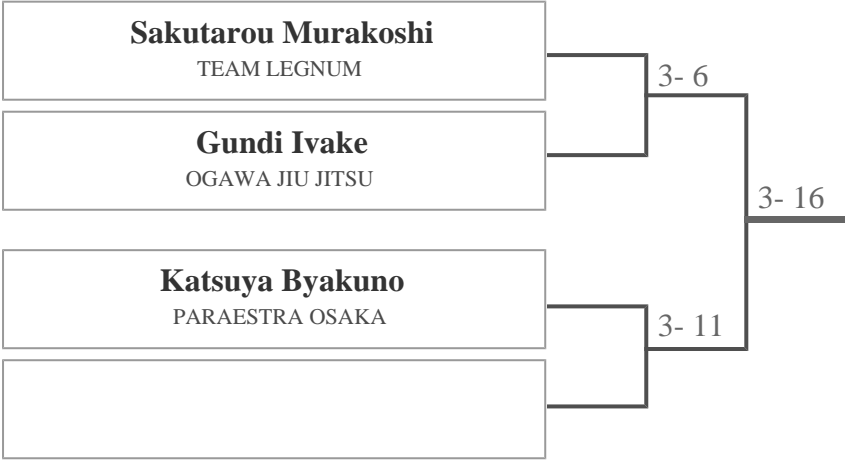 Sakutarou Murakoshi
TEAM LEGNUM
3- 6
Gundi Ivake
OGAWA JIU JITSU
3- 16
Katsuya Byakuno
PARAESTRA OSAKA
3- 11